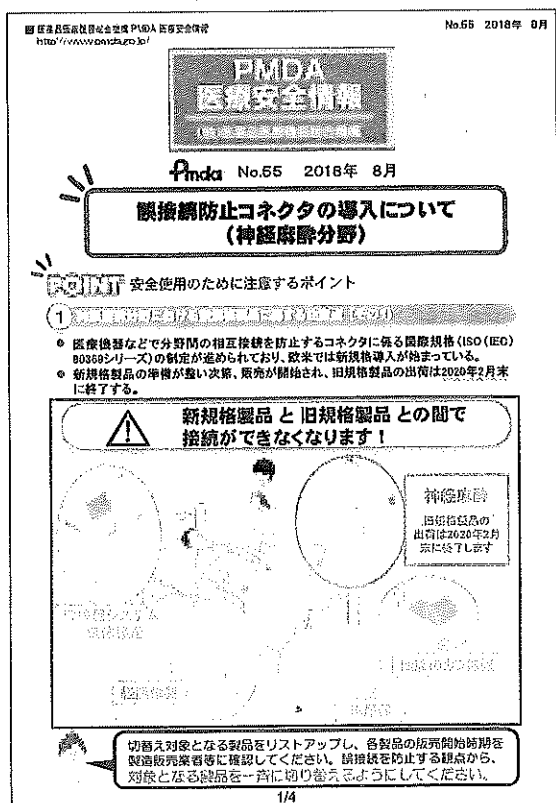 No.55 2018年 8月
PMDA
医療安全情報
Pmda No.55 2018年 8月
誤接続防止コネクタの導入について
(神経麻酔分野)
POINT 安全使用のために注意するポイント
1
● 医療機器などで分野間の相互接続を防止するコネクタに係る国際規格(ISO (IEC)
80369シリーズ)の制定が進められており、欧米では新規格導入が始まっている。
● 新規格製品の準備が整い次第、販売が開始され、旧規格製品の出荷は2020年2月末
に終了する。
新規格製品 と 旧規格製品 との間で
接続ができなくなります!
神経麻酔
旧規格製品の
出荷は2020年2月
末に終了します
切替え対象となる製品をリストアップし、各製品の販売開始時期を
製造販売業者等に確認してください。誤接続を防止する観点から、
対象となる製品を一斉に切り替えるようにしてください。
1/4